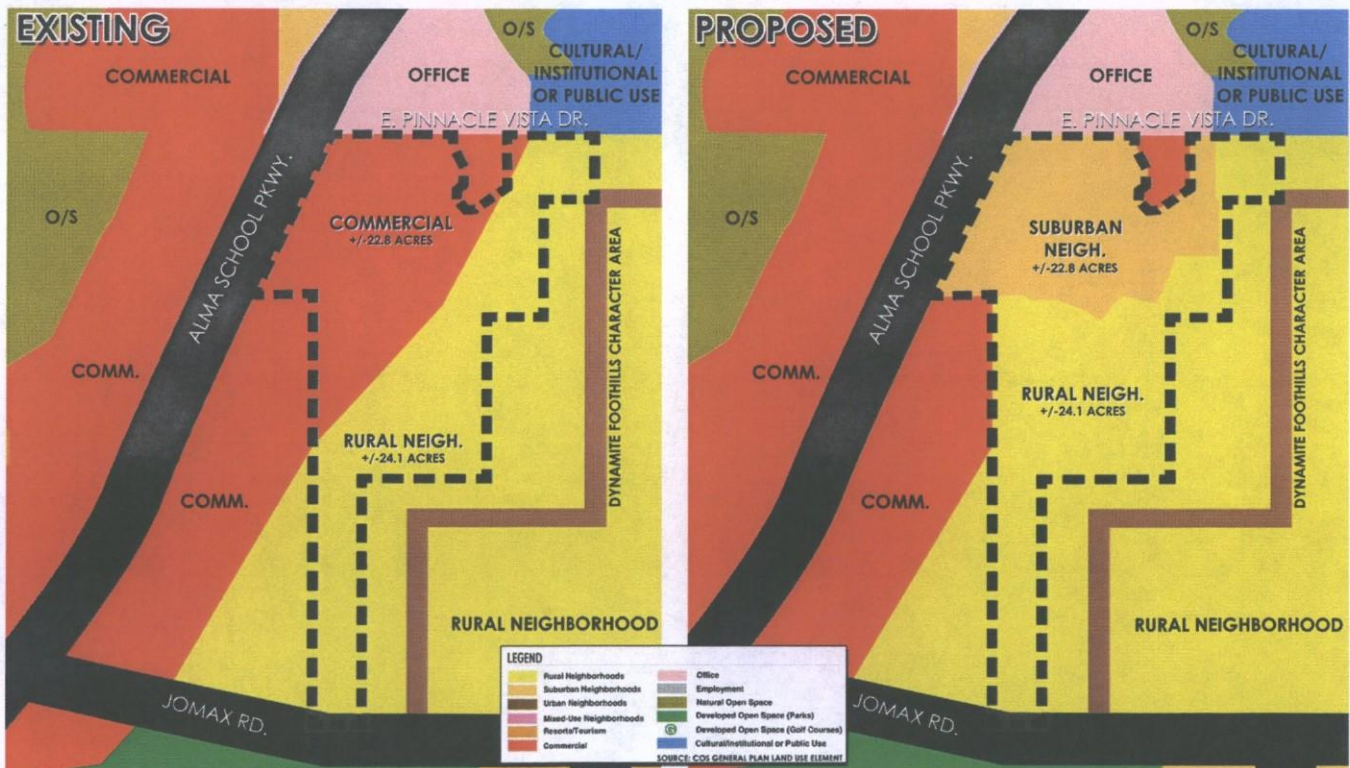 EXISTING
COMMERCIAL
OFFICE
O/S
CULTURAL/
INSTITUTIONAL
OR PUBLIC USE
E. PINNACLE VISTA DR.
ALMA SCHOOL PKWY.
O/S
COMMERCIAL
+/-22.8 ACRES
COMM.
RURAL NEIGH.
+/-24.1 ACRES
COMM.
DYNAMITE FOOTHILLS CHARACTER AREA
RURAL NEIGHBORHOOD
JOMAX RD.
PROPOSED
COMMERCIAL
OFFICE
O/S
CULTURAL/
INSTITUTIONAL
OR PUBLIC USE
E. PINNACLE VISTA DR.
ALMA SCHOOL PKWY.
O/S
SUBURBAN
NEIGH.
+/-22.8 ACRES
COMM.
RURAL NEIGH.
+/-24.1 ACRES
COMM.
DYNAMITE FOOTHILLS CHARACTER AREA
RURAL NEIGHBORHOOD
JOMAX RD.
LEGEND
Rural Neighborhoods
Suburban Neighborhoods
Urban Neighborhoods
Mixed-Use Neighborhoods
Resorts/Tourism
Commercial
Office
Employment
Natural Open Space
Developed Open Space (Parks)
G Developed Open Space (Golf Courses)
Cultural/Institutional or Public Use
SOURCE: COS GENERAL PLAN LAND USE ELEMENT